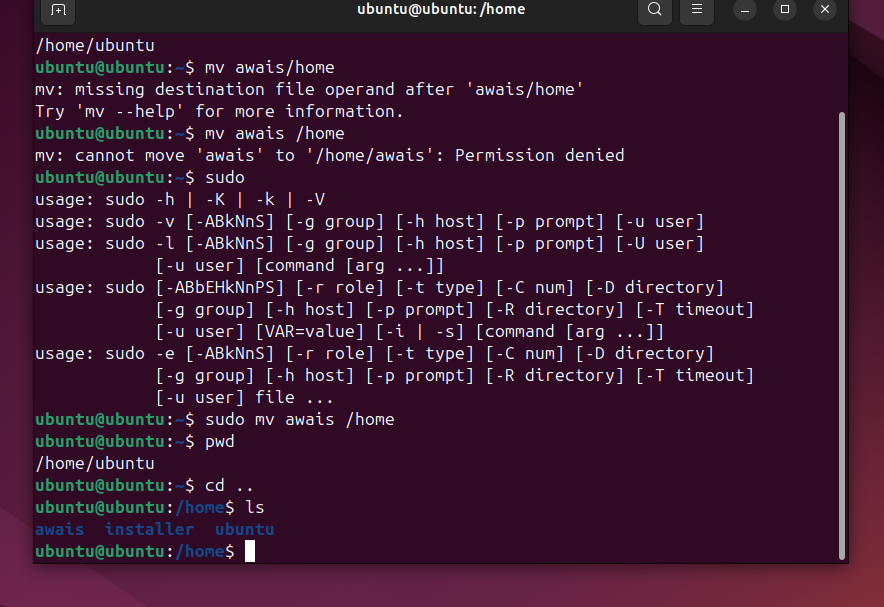 ubuntu@ubuntu: /home
/home/ubuntu
ubuntu@ubuntu:~$ mv awais/home
mv: missing destination file operand after 'awais/home'
Try 'mv --help' for more information.
ubuntu@ubuntu:~$ mv awais /home
mv: cannot move 'awais' to '/home/awais': Permission denied
ubuntu@ubuntu:~$ sudo
usage: sudo -h | -K | -k | -V
usage: sudo -v [-ABkNnS] [-g group] [-h host] [-p prompt] [-u user]
usage: sudo -l [-ABkNnS] [-g group] [-h host] [-p prompt] [-U user]
            [-u user] [command [arg ...]]
usage: sudo [-ABbEHkNnPS] [-r role] [-t type] [-C num] [-D directory]
            [-g group] [-h host] [-p prompt] [-R directory] [-T timeout]
            [-u user] [VAR=value] [-i | -s] [command [arg ...]]
usage: sudo -e [-ABkNnS] [-r role] [-t type] [-C num] [-D directory]
            [-g group] [-h host] [-p prompt] [-R directory] [-T timeout]
            [-u user] file ...
ubuntu@ubuntu:~$ sudo mv awais /home
ubuntu@ubuntu:~$ pwd
/home/ubuntu
ubuntu@ubuntu:~$ cd ..
ubuntu@ubuntu:/home$ ls
awais  installer  ubuntu
ubuntu@ubuntu:/home$